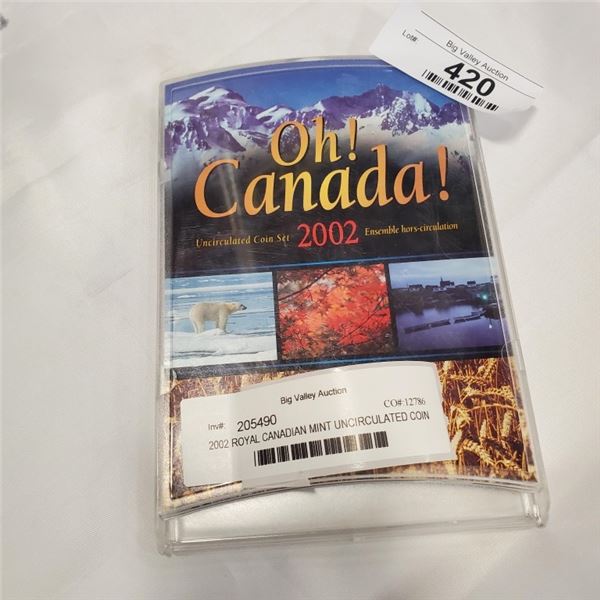 Big Valley Auction
Lot#:
420
Oh!
Canada!
Uncirculated Coin Set 2002 Ensemble hors-circulation
Big Valley Auction
Inv#: 205490 CO#:12786
2002 ROYAL CANADIAN MINT UNCIRCULATED COIN